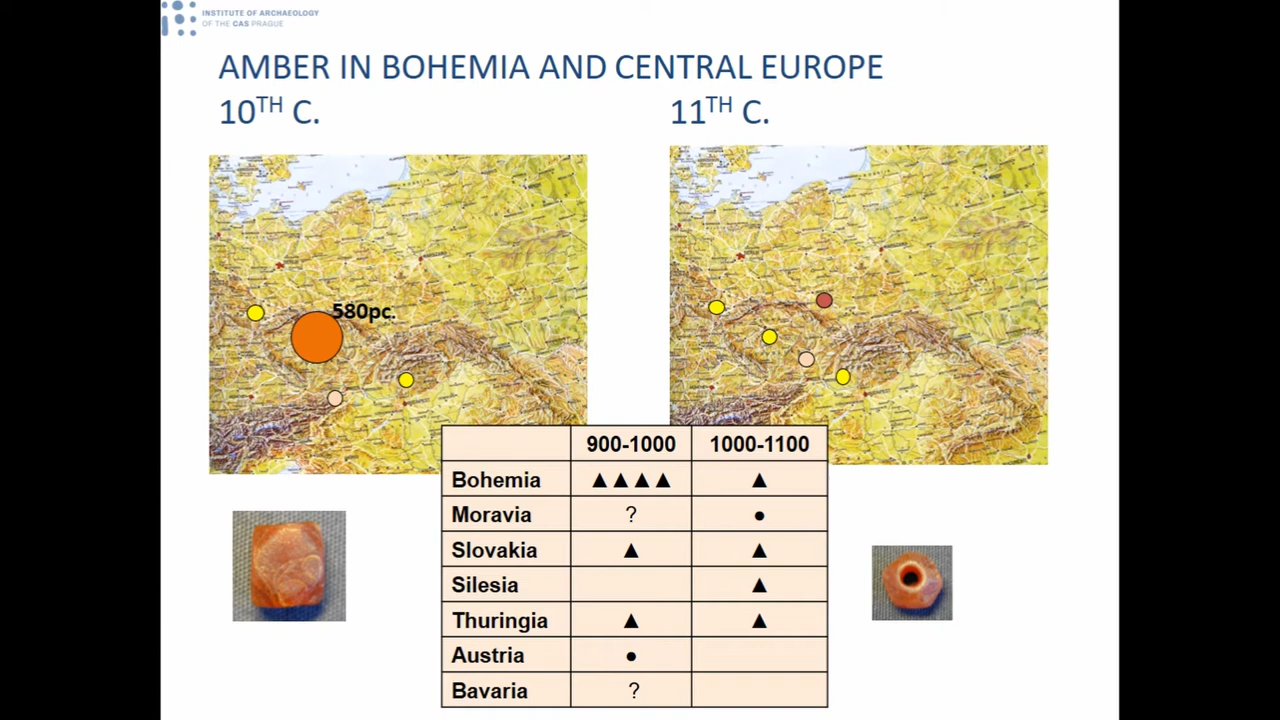 INSTITUTE OF ARCHAEOLOGY
OF THE CAS PRAGUE
AMBER IN BOHEMIA AND CENTRAL EUROPE
10TH C.
11TH C.
580pc.
900-1000 1000-1100
Bohemia ▲▲▲▲ ▲
Moravia ? ●
Slovakia ▲ ▲
Silesia ▲
Thuringia ▲ ▲
Austria ●
Bavaria ?